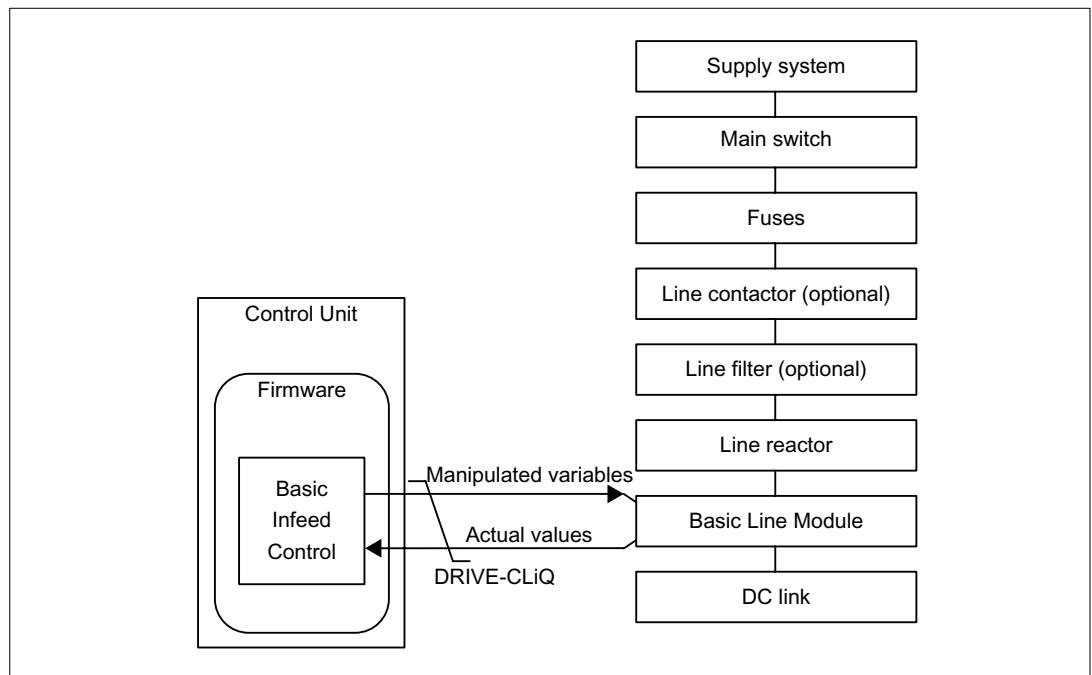 Supply system
Main switch
Fuses
Line contactor (optional)
Line filter (optional)
Line reactor
Basic Line Module
DC link
Control Unit
Firmware
Basic
Infeed
Control
Manipulated variables
Actual values
DRIVE-CLiQ